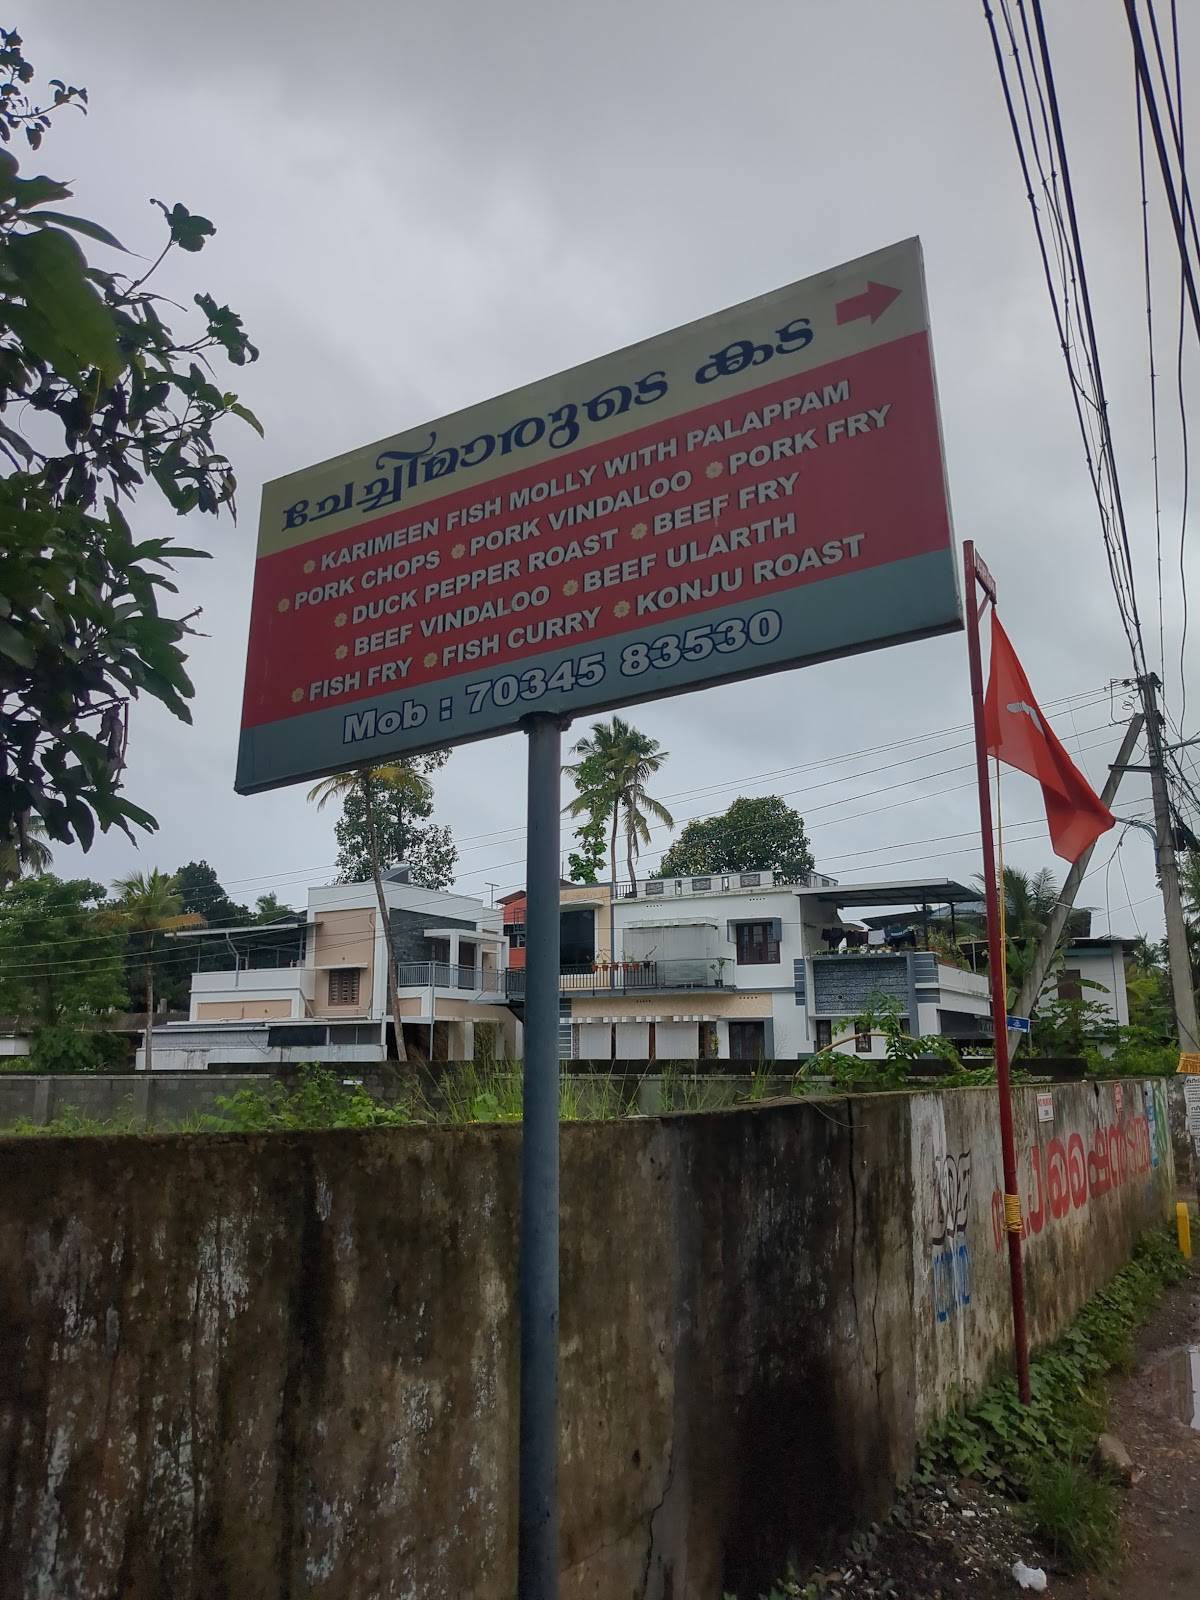 ചേച്ചിമാരുടെ കട
KARIMEEN FISH MOLLY WITH PALAPPAM
PORK CHOPS PORK VINDALOO PORK FRY
DUCK PEPPER ROAST BEEF FRY
BEEF VINDALOO BEEF ULARTH
FISH FRY FISH CURRY KONJU ROAST
Mob : 70345 83530